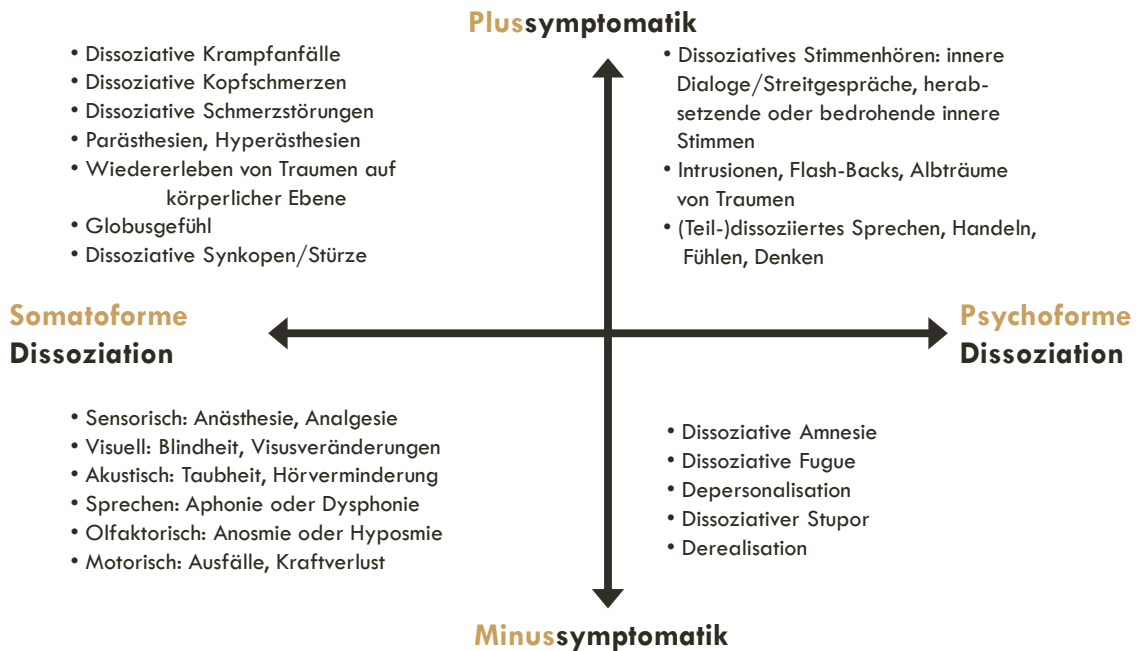 Plussymptomatik
• Dissoziative Krampfanfälle
• Dissoziative Kopfschmerzen
• Dissoziative Schmerzstörungen
• Parästhesien, Hyperästhesien
• Wiedererleben von Traumen auf
körperlicher Ebene
• Globusgefühl
• Dissoziative Synkopen/Stürze
• Dissoziatives Stimmenhören: innere
Dialoge/Streitgespräche, herab-
setzende oder bedrohende innere
Stimmen
• Intrusionen, Flash-Backs, Albträume
von Traumen
• (Teil-)dissoziiertes Sprechen, Handeln,
Fühlen, Denken
Somatoforme
Dissoziation
Psychoforme
Dissoziation
• Sensorisch: Anästhesie, Analgesie
• Visuell: Blindheit, Visusveränderungen
• Akustisch: Taubheit, Hörverminderung
• Sprechen: Aphonie oder Dysphonie
• Olfaktorisch: Anosmie oder Hyposmie
• Motorisch: Ausfälle, Kraftverlust
• Dissoziative Amnesie
• Dissoziative Fugue
• Depersonalisation
• Dissoziativer Stupor
• Derealisation
Minussymptomatik